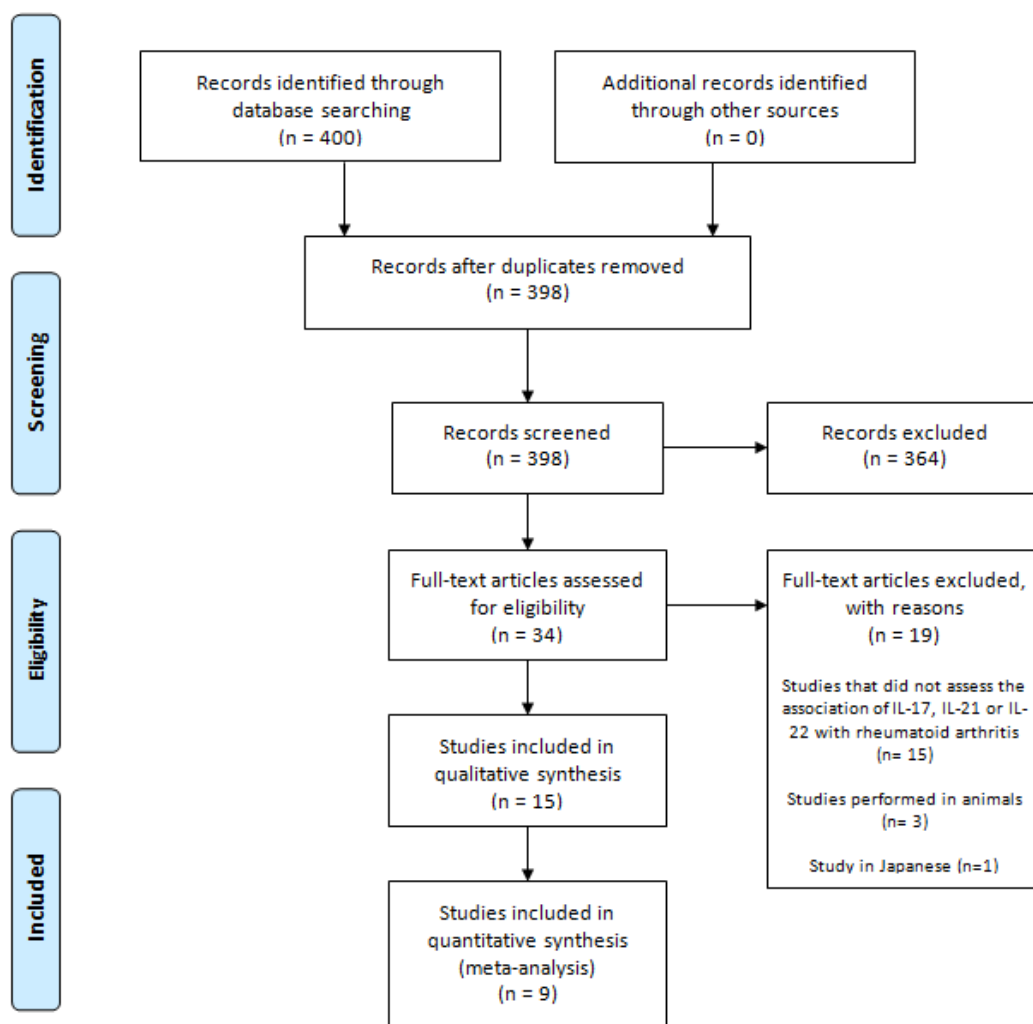 Identification
Records identified through
database searching
(n = 400)
Additional records identified
through other sources
(n = 0)
Records after duplicates removed
(n = 398)
Screening
Records screened
(n = 398)
Records excluded
(n = 364)
Eligibility
Full-text articles assessed
for eligibility
(n = 34)
Full-text articles excluded,
with reasons
(n = 19)
Studies that did not assess the
association of IL-17, IL-21 or IL-
22 with rheumatoid arthritis
(n= 15)
Studies performed in animals
(n= 3)
Study in Japanese (n=1)
Studies included in
qualitative synthesis
(n = 15)
Included
Studies included in
quantitative synthesis
(meta-analysis)
(n = 9)